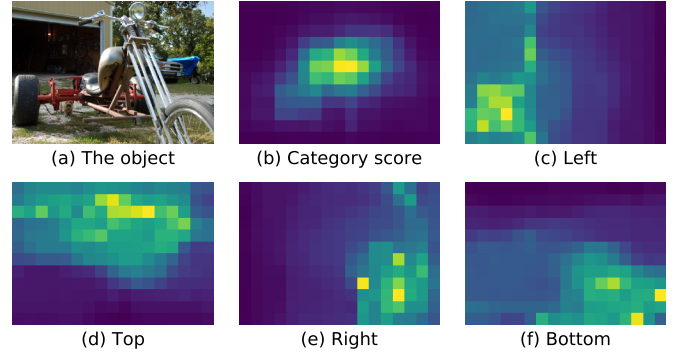 (a) The object
(b) Category score
(c) Left
(d) Top
(e) Right
(f) Bottom